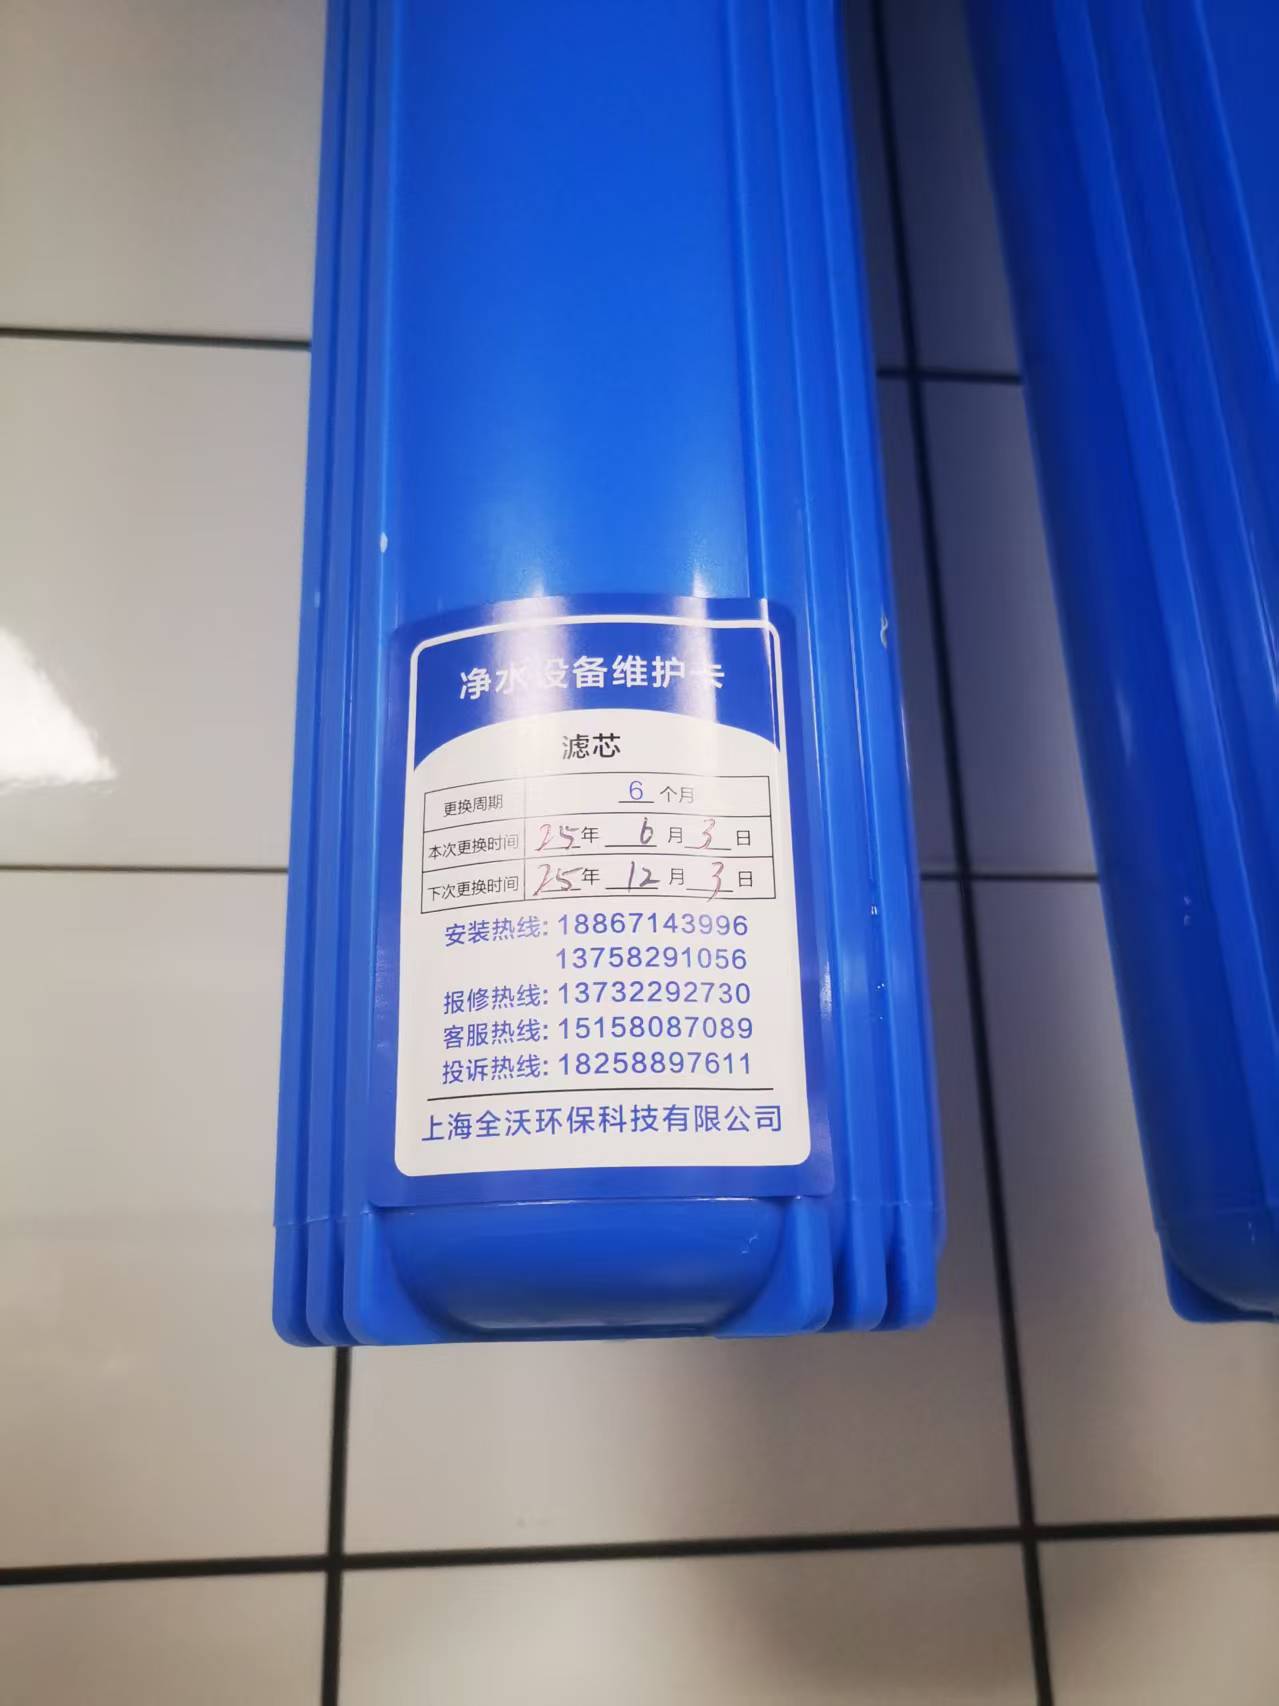 净水设备维护卡
滤芯
更换周期 6 个月
本次更换时间 25年 6月 3日
下次更换时间 25年 12月 3日
安装热线: 18867143996
13758291056
报修热线: 13732292730
客服热线: 15158087089
投诉热线: 18258897611
上海全沃环保科技有限公司